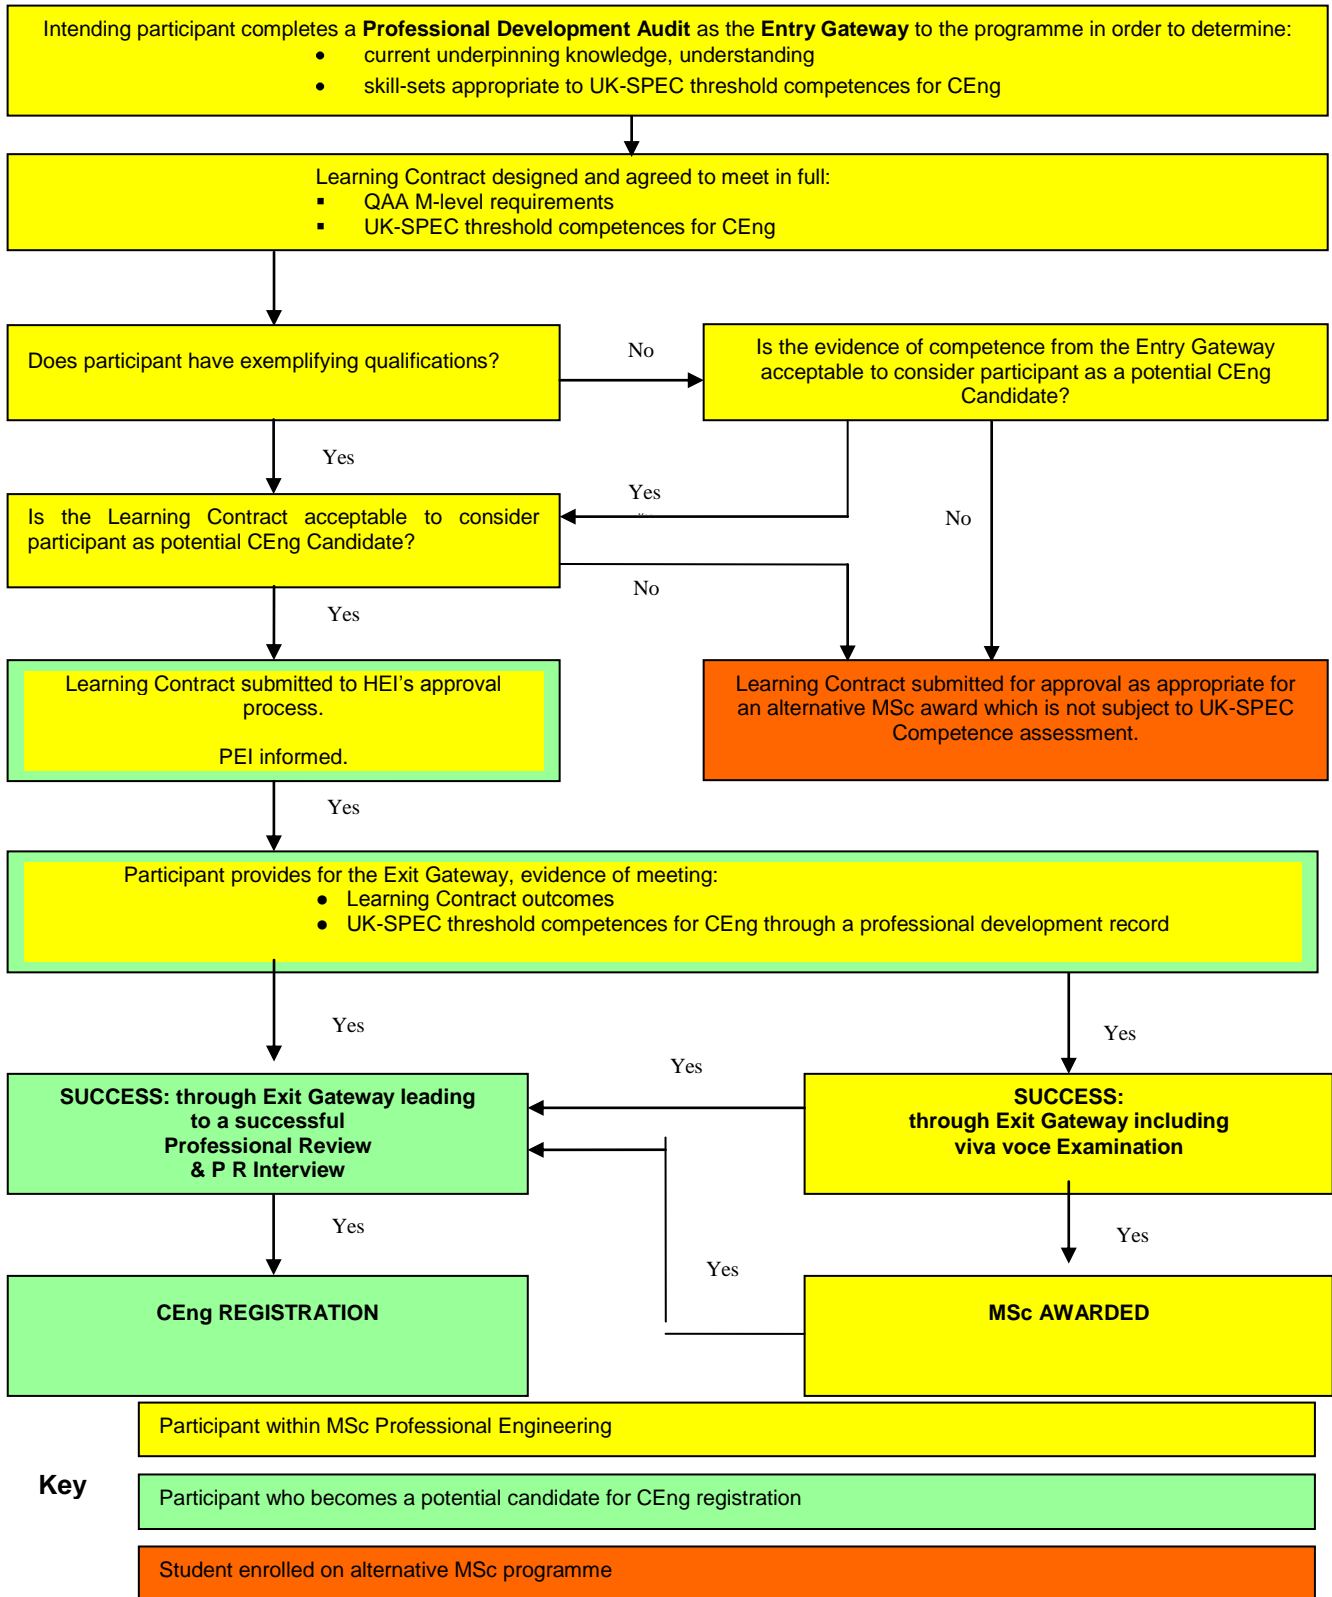 Intending participant completes a Professional Development Audit as the Entry Gateway to the programme in order to determine:
• current underpinning knowledge, understanding
• skill-sets appropriate to UK-SPEC threshold competences for CEng
Learning Contract designed and agreed to meet in full:
▪ QAA M-level requirements
▪ UK-SPEC threshold competences for CEng
Does participant have exemplifying qualifications?
No
Is the evidence of competence from the Entry Gateway
acceptable to consider participant as a potential CEng
Candidate?
Yes
Yes
No
Is the Learning Contract acceptable to consider
participant as potential CEng Candidate?
No
Yes
Learning Contract submitted to HEI's approval
process.
PEI informed.
Learning Contract submitted for approval as appropriate for
an alternative MSc award which is not subject to UK-SPEC
Competence assessment.
Yes
Participant provides for the Exit Gateway, evidence of meeting:
● Learning Contract outcomes
● UK-SPEC threshold competences for CEng through a professional development record
Yes
Yes
Yes
SUCCESS: through Exit Gateway leading
to a successful
Professional Review
& P R Interview
SUCCESS:
through Exit Gateway including
viva voce Examination
Yes
Yes
Yes
CEng REGISTRATION
MSc AWARDED
Key
Participant within MSc Professional Engineering
Participant who becomes a potential candidate for CEng registration
Student enrolled on alternative MSc programme